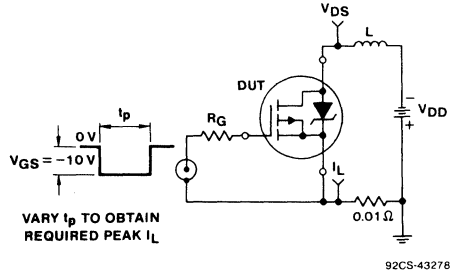 V_DS
L
DUT
t_p
0 V
R_G
V_DD
−
+
V_GS = −10 V
I_L
0.01 Ω
VARY t_p TO OBTAIN
REQUIRED PEAK I_L
92CS-43278